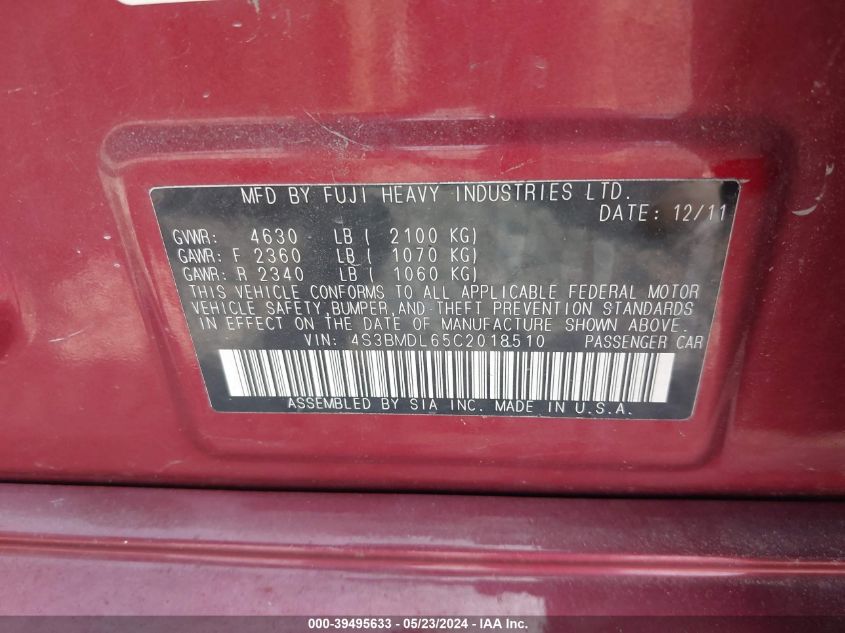 MFD BY FUJI HEAVY INDUSTRIES LTD.
DATE: 12/11
GVWR: 4630 LB ( 2100 KG)
GAWR: F 2360 LB ( 1070 KG)
GAWR: R 2340 LB ( 1060 KG)
THIS VEHICLE CONFORMS TO ALL APPLICABLE FEDERAL MOTOR
VEHICLE SAFETY,BUMPER,AND THEFT PREVENTION STANDARDS
IN EFFECT ON THE DATE OF MANUFACTURE SHOWN ABOVE.
VIN: 4S3BMDL65C2018510 PASSENGER CAR
ASSEMBLED BY SIA INC. MADE IN U.S.A.
000-39495633 - 05/23/2024 - IAAI Inc.